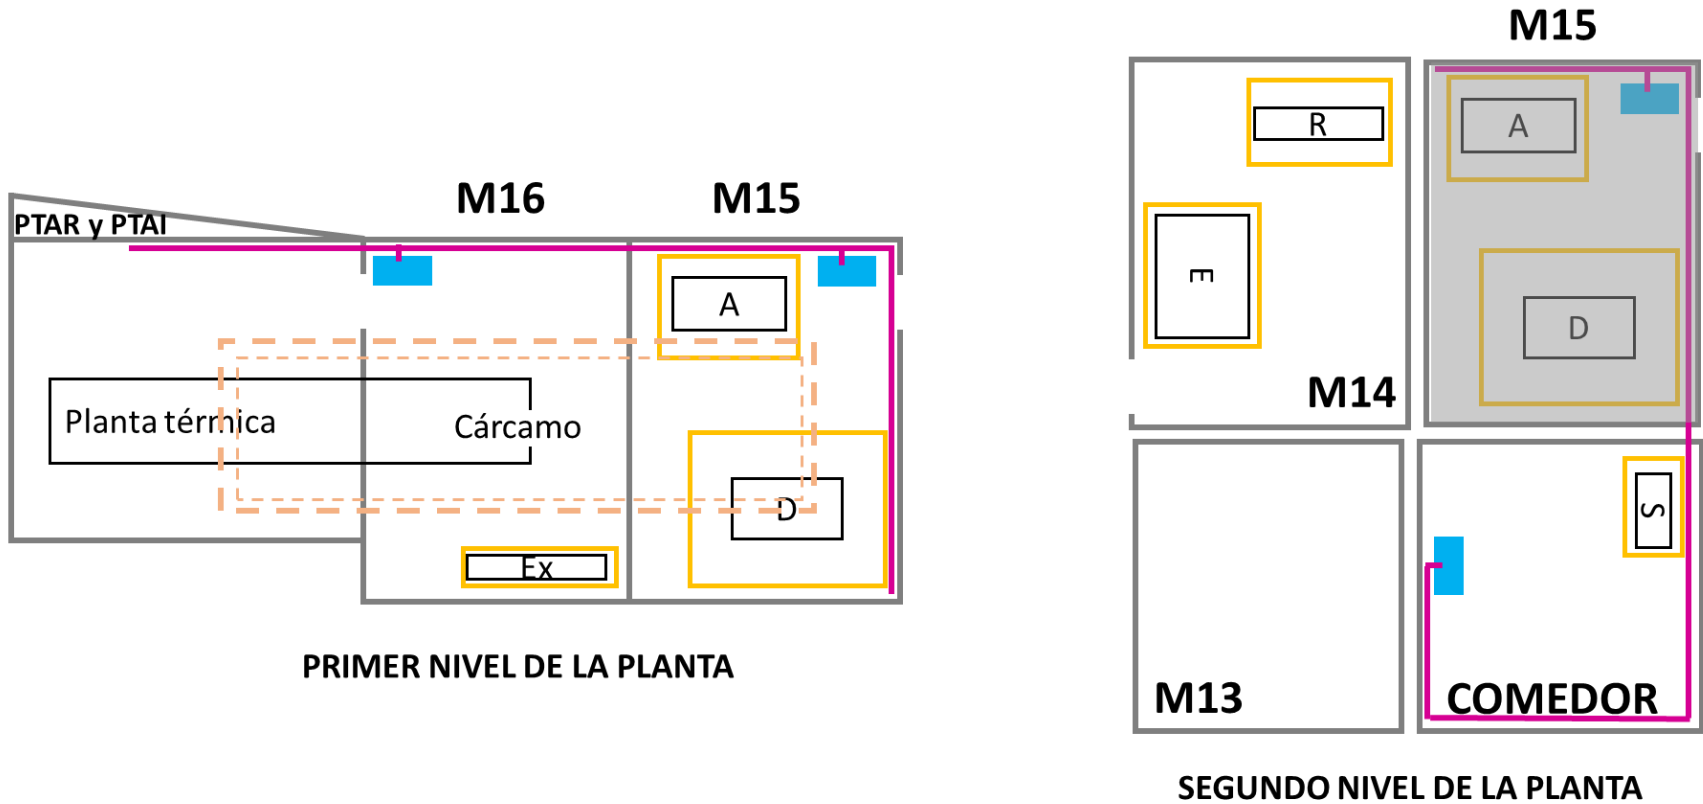 M16
M15
PTAR y PTAI
A
Planta térmica
Cárcamo
D
Ex
PRIMER NIVEL DE LA PLANTA
M15
R
A
E
D
M14
S
M13
COMEDOR
SEGUNDO NIVEL DE LA PLANTA